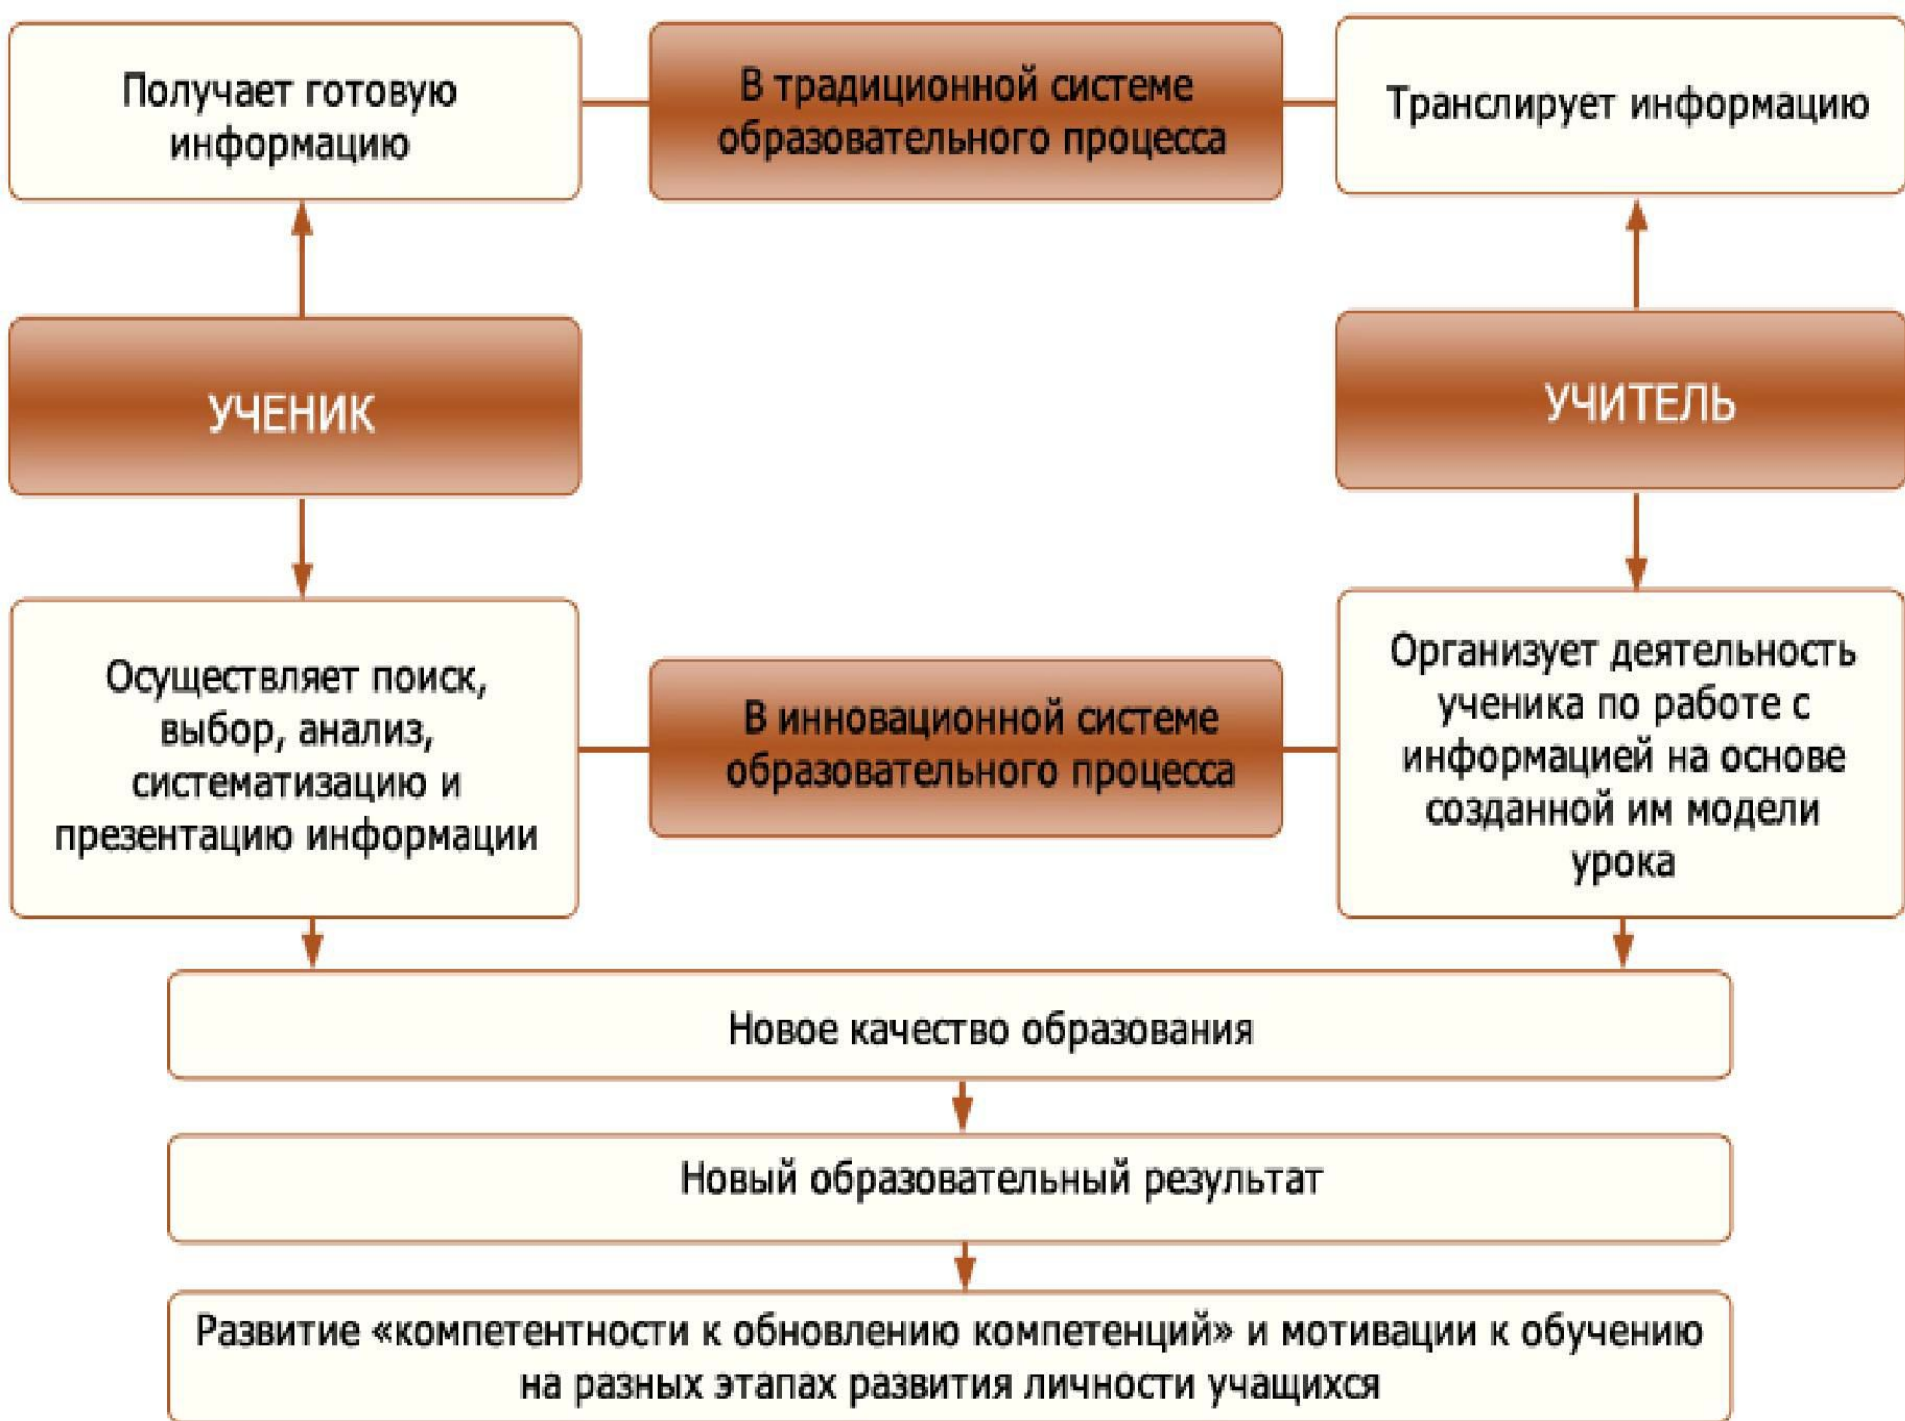 Получает готовую
информацию
В традиционной системе
образовательного процесса
Транслирует информацию
УЧЕНИК
УЧИТЕЛЬ
Осуществляет поиск,
выбор, анализ,
систематизацию и
презентацию информации
В инновационной системе
образовательного процесса
Организует деятельность
ученика по работе с
информацией на основе
созданной им модели
урока
Новое качество образования
Новый образовательный результат
Развитие «компетентности к обновлению компетенций» и мотивации к обучению
на разных этапах развития личности учащихся